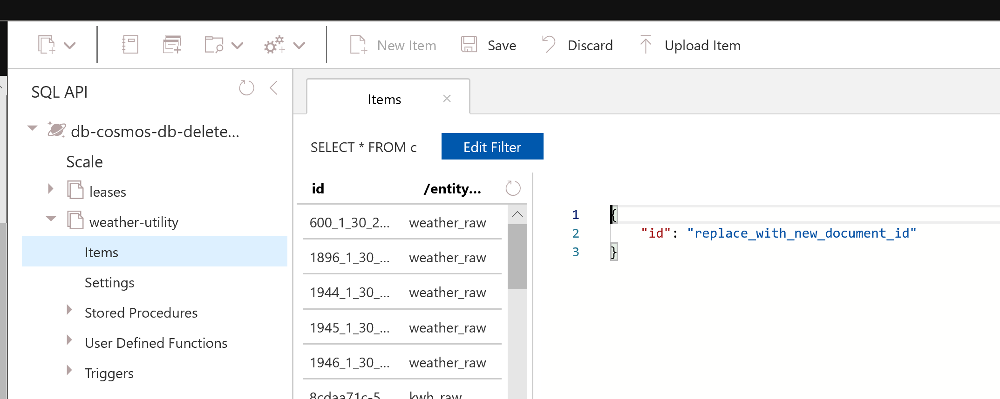 New Item Save Discard Upload Item
SQL API
db-cosmos-db-delete...
Scale
leases
weather-utility
Items
Settings
Stored Procedures
User Defined Functions
Triggers
Items
SELECT * FROM c Edit Filter
id /entity...
600_1_30_2... weather_raw
1896_1_30_... weather_raw
1944_1_30_... weather_raw
1945_1_30_... weather_raw
1946_1_30_... weather_raw
8cdaa71c-5 kwh_raw
1 {
2 "id": "replace_with_new_document_id"
3 }